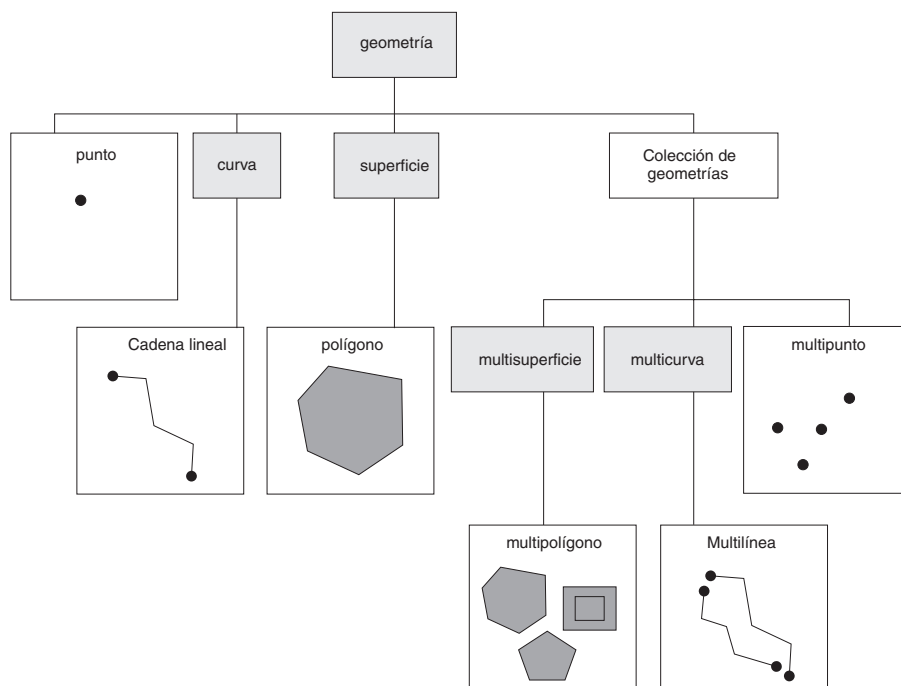 geometría
punto
curva
superficie
Colección de
geometrías
Cadena lineal
polígono
multisuperficie
multicurva
multipunto
multipolígono
Multilínea